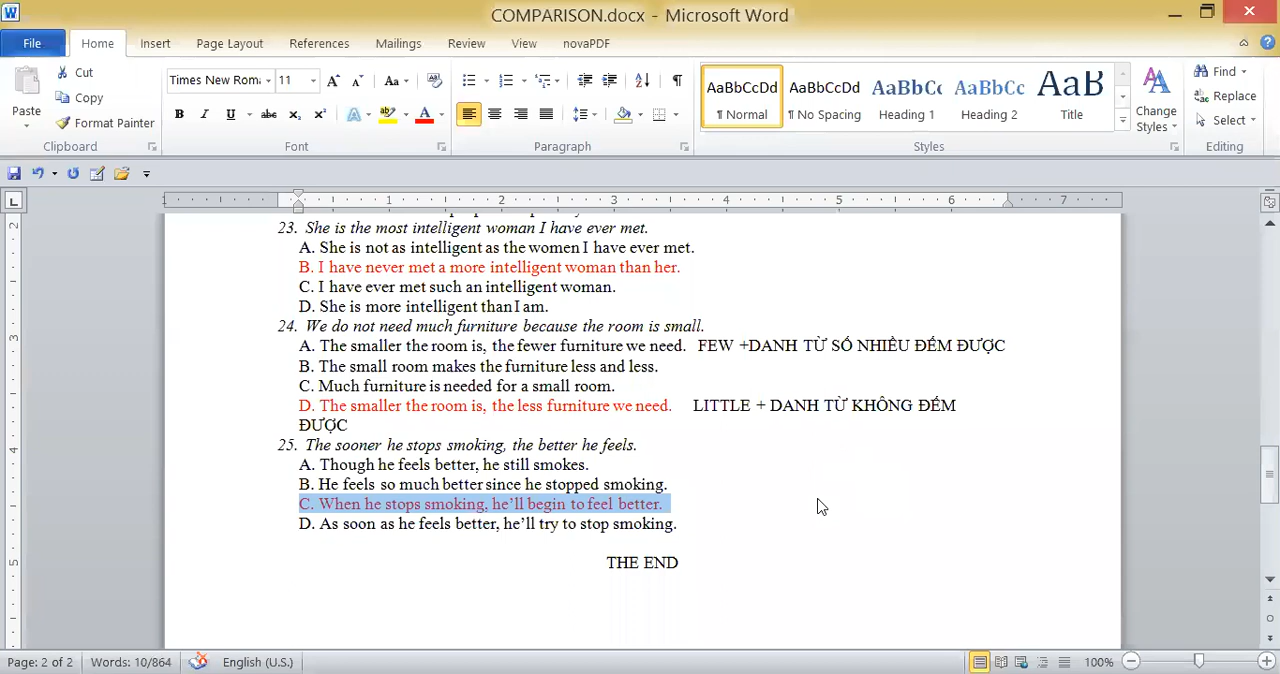 COMPARISON.docx - Microsoft Word
File Home Insert Page Layout References Mailings Review View novaPDF
Cut
Copy
Format Painter
Paste
Clipboard
Times New Roma 11
Font
Paragraph
AaBbCcDd AaBbCcDd AaBbCc AaBbCc AaB
¶ Normal ¶ No Spacing Heading 1 Heading 2 Title
Styles
Change
Styles
Find
Replace
Select
Editing
1 1 2 3 4 5 6 7
23. She is the most intelligent woman I have ever met.
A. She is not as intelligent as the women I have ever met.
B. I have never met a more intelligent woman than her.
C. I have ever met such an intelligent woman.
D. She is more intelligent than I am.
24. We do not need much furniture because the room is small.
A. The smaller the room is, the fewer furniture we need. FEW +DANH TỪ SỐ NHIỀU ĐẾM ĐƯỢC
B. The small room makes the furniture less and less.
C. Much furniture is needed for a small room.
D. The smaller the room is, the less furniture we need. LITTLE + DANH TỪ KHÔNG ĐẾM
ĐƯỢC
25. The sooner he stops smoking, the better he feels.
A. Though he feels better, he still smokes.
B. He feels so much better since he stopped smoking.
C. When he stops smoking, he'll begin to feel better.
D. As soon as he feels better, he'll try to stop smoking.
THE END
Page: 2 of 2 Words: 10/864 English (U.S.) 100%